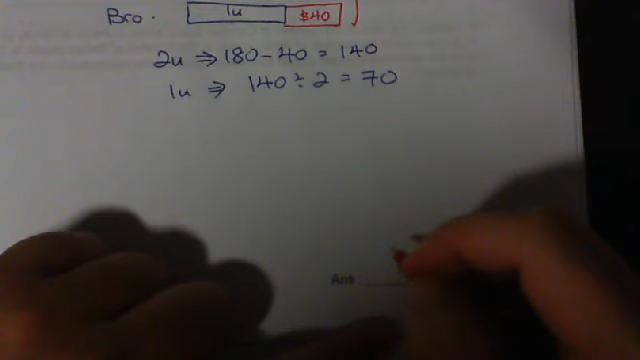 Bro. 1u $40
2u ⇒ 180 - 40 = 140
1u ⇒ 140 ÷ 2 = 70
Ans